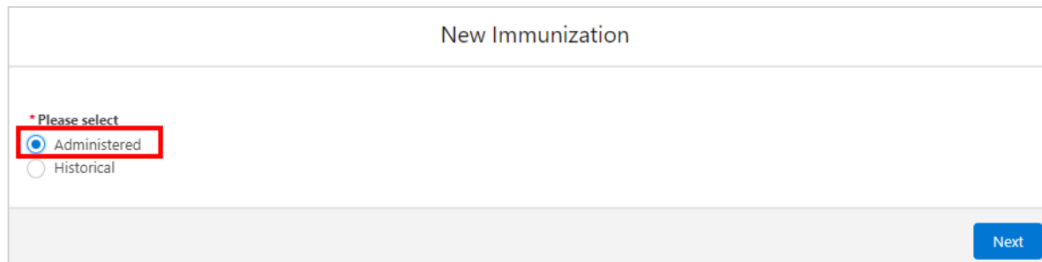 New Immunization
* Please select
Administered
Historical
Next